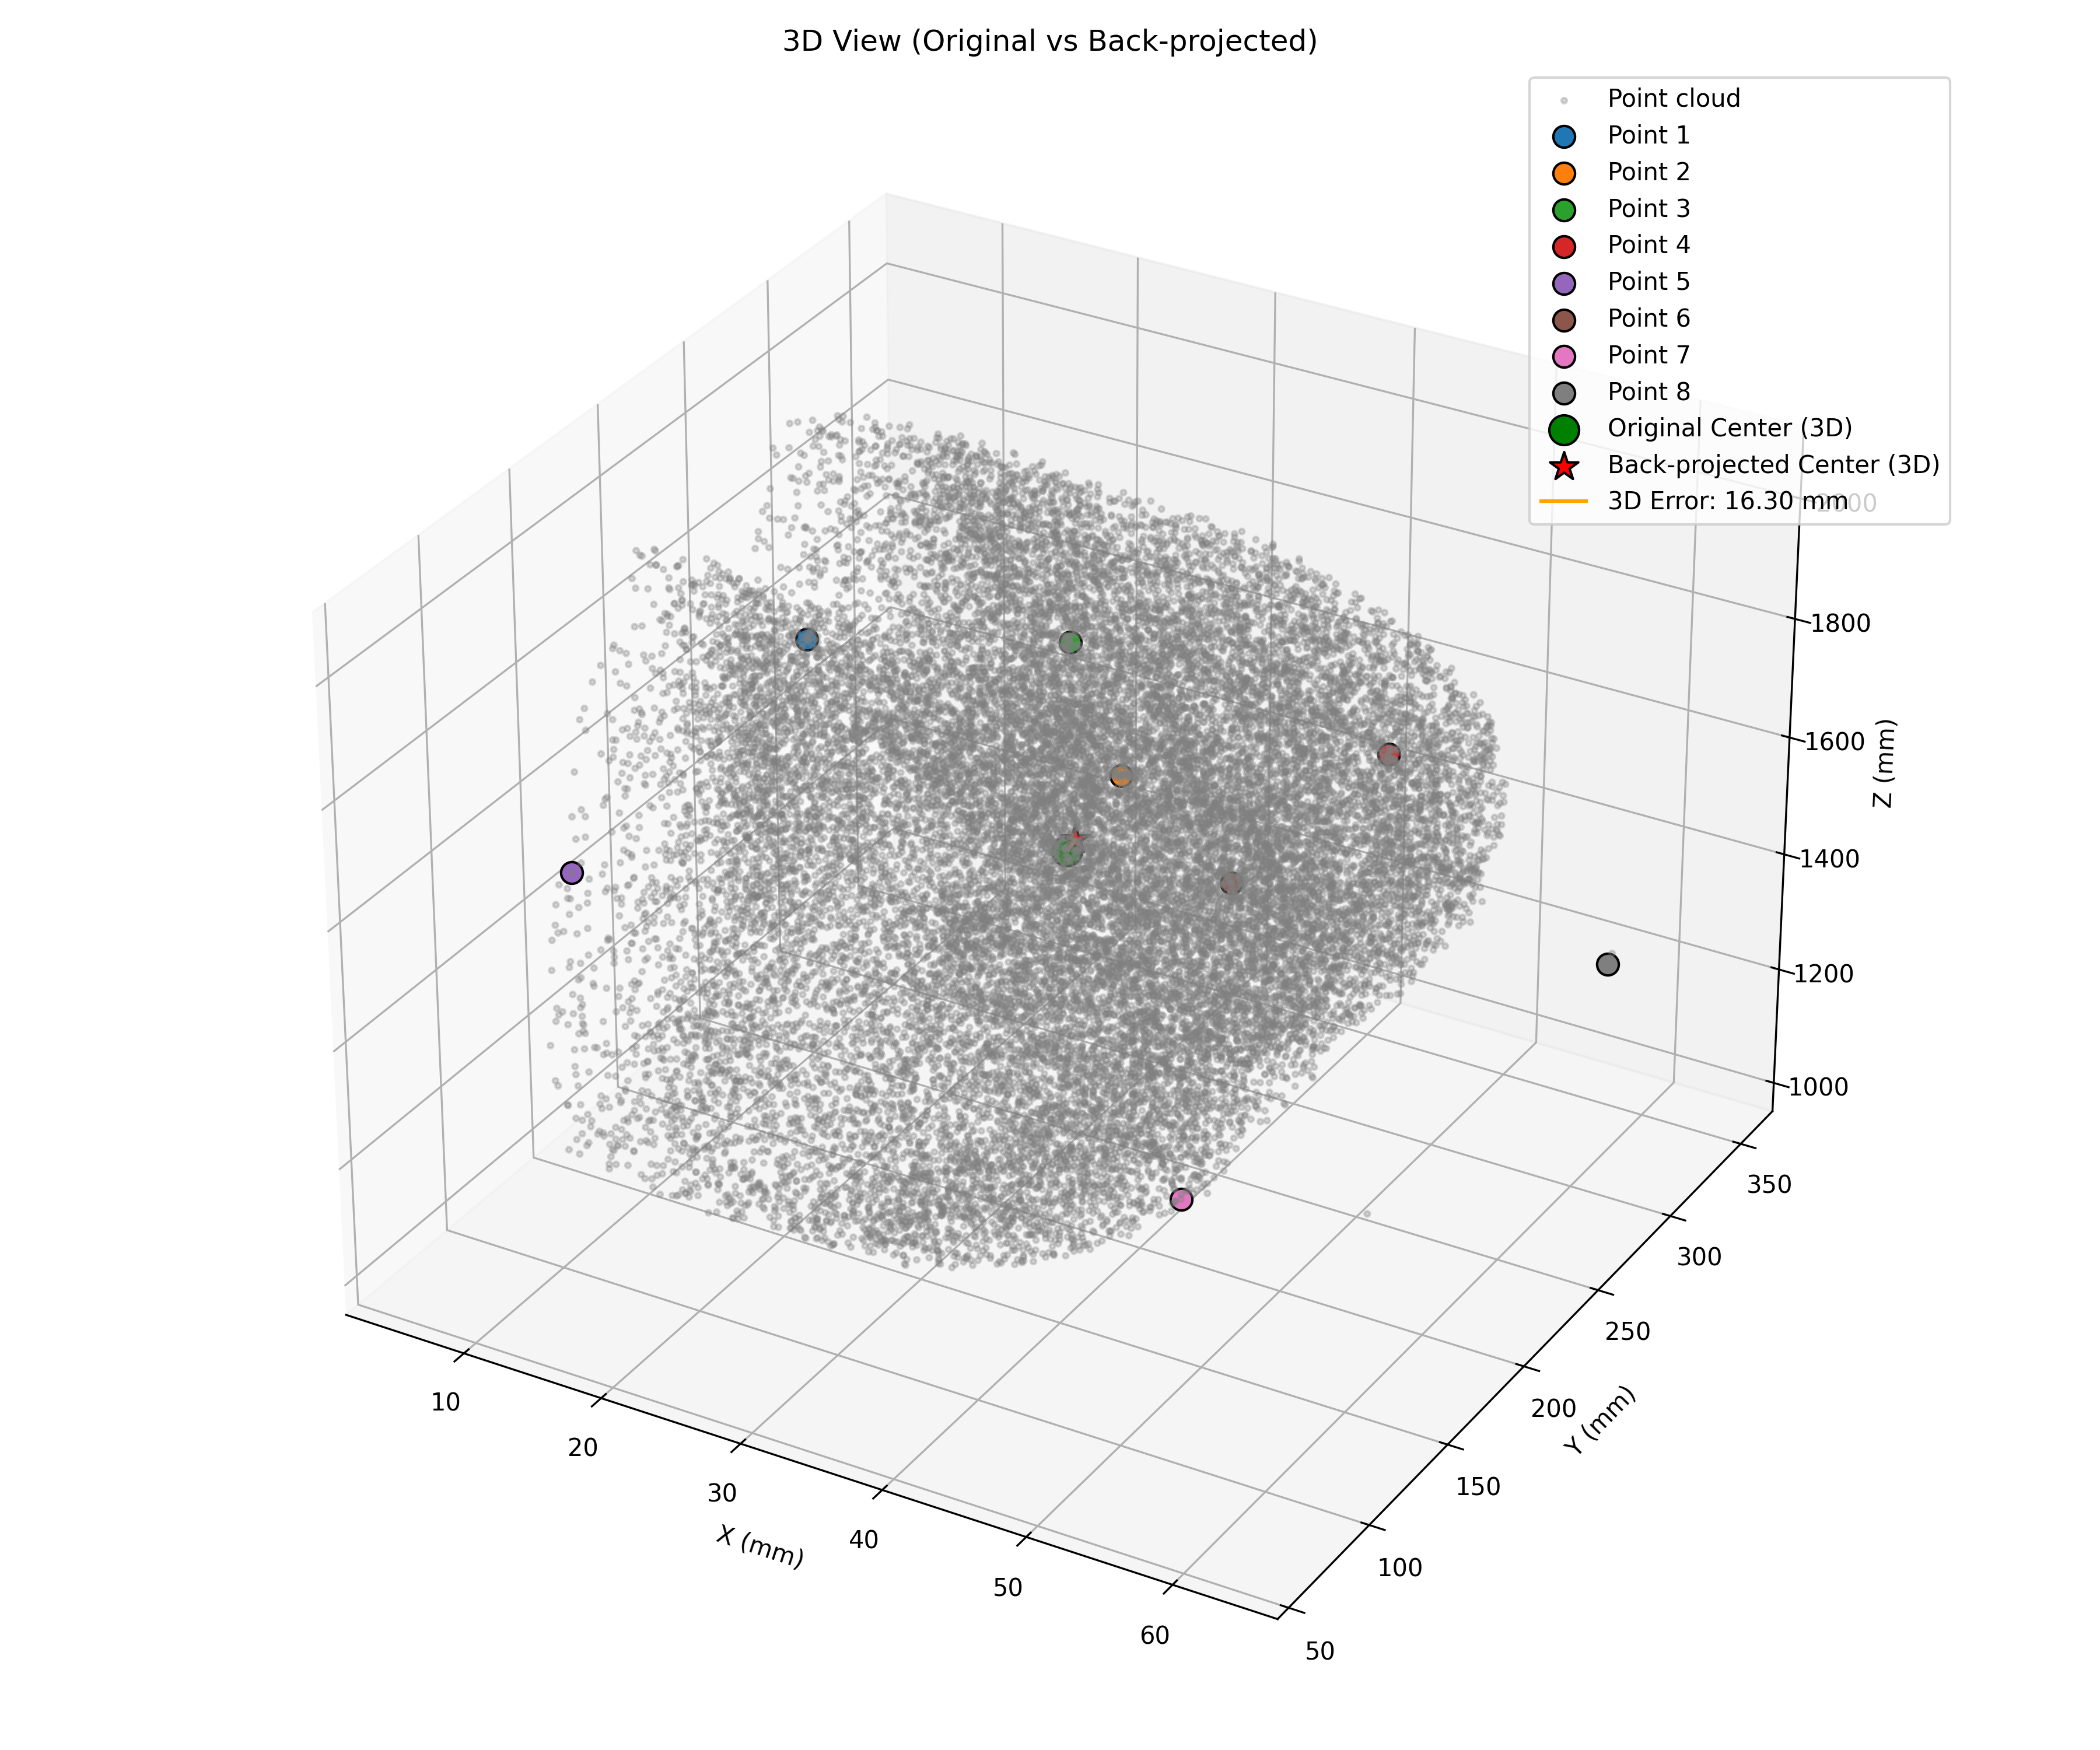 3D View (Original vs Back-projected)
Point cloud
Point 1
Point 2
Point 3
Point 4
Point 5
Point 6
Point 7
Point 8
Original Center (3D)
Back-projected Center (3D)
3D Error: 16.30 mm
2000
1800
1600
1400
1200
1000
Z (mm)
350
300
250
200
150
100
50
Y (mm)
10
20
30
40
50
60
X (mm)